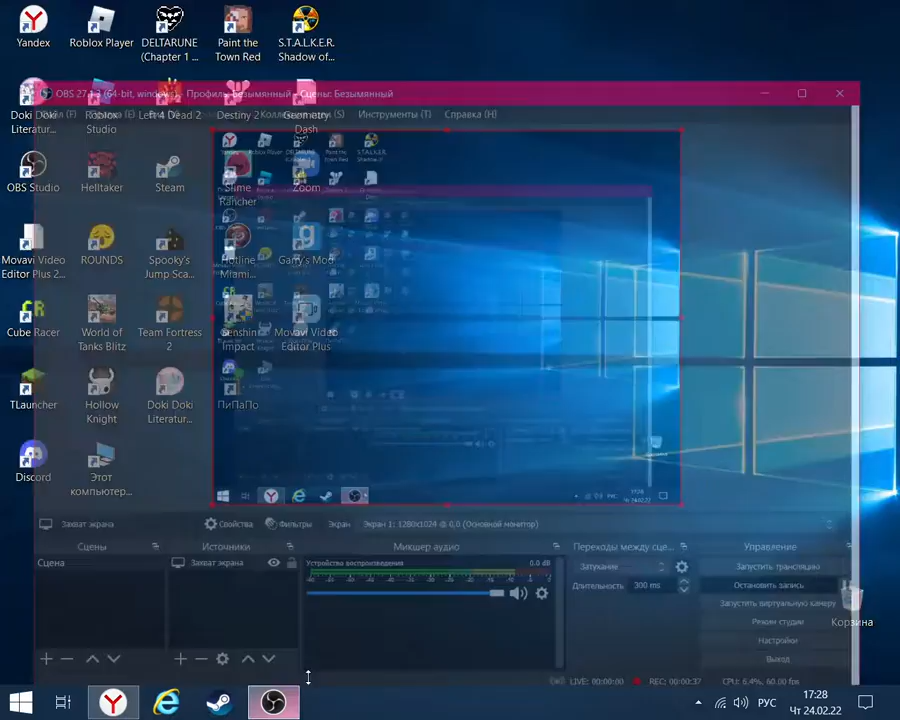 Yandex
Roblox Player
DELTARUNE
(Chapter 1 ...
Paint the
Town Red
S.T.A.L.K.E.R.
Shadow of...
OBS 27.1.3 (64-bit, windows) - Профиль: Безымянный - Сцены: Безымянный
Doki Doki
Literatur...
Roblox
Studio
Left 4 Dead 2
Destiny 2
Geometry
Dash
Инструменты (T)
Справка (H)
OBS Studio
Helltaker
Steam
Slime
Rancher
Zoom
Movavi Video
Editor Plus 2...
ROUNDS
Spooky's
Jump Sca...
Hotline
Miami...
Garry's Mod
Cube Racer
World of
Tanks Blitz
Team Fortress
2
Genshin
Impact
Movavi Video
Editor Plus
TLauncher
Hollow
Knight
Doki Doki
Literatur...
ПиПаПо
Discord
Этот
компьютер...
17:28
Чт 24.02.22
Захват экрана
Свойства
Фильтры
Экран
Экран 1: 1280x1024 @ 0,0 (Основной монитор)
Сцены
Источники
Микшер аудио
Переходы между сце...
Управление
Сцена
Захват экрана
Устройство воспроизведения
0.0 dB
Затухание
Длительность
300 ms
Запустить трансляцию
Остановить запись
Запустить виртуальную камеру
Режим студии
Настройки
Выход
Корзина
LIVE: 00:00:00
REC: 00:00:37
CPU: 6.4%, 60.00 fps
РУС
17:28
Чт 24.02.22